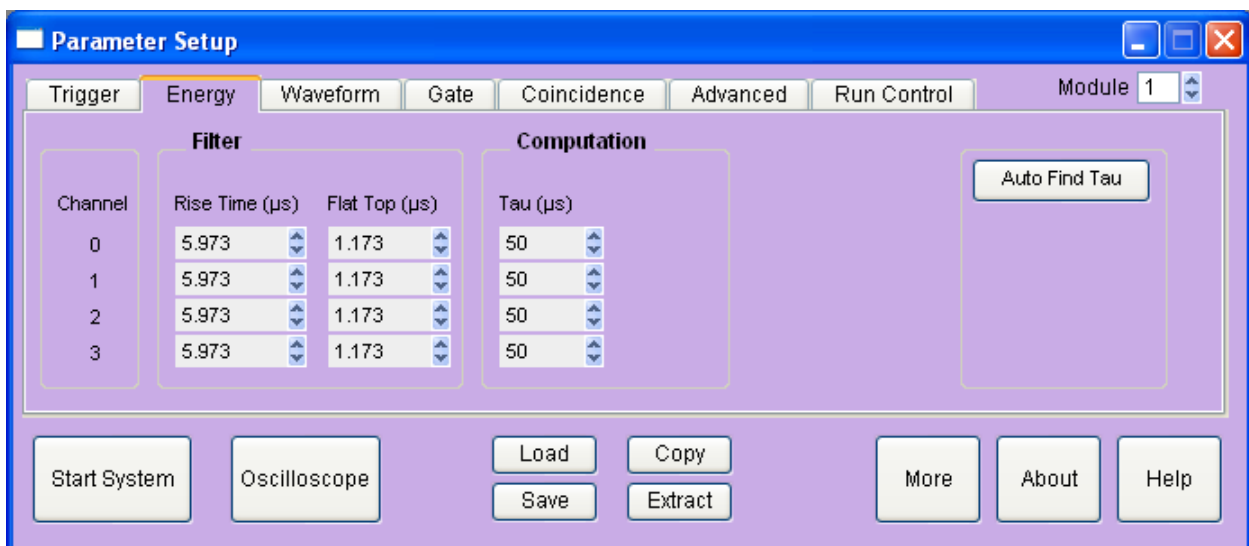 Parameter Setup
Trigger Energy Waveform Gate Coincidence Advanced Run Control Module 1
Filter Computation
Auto Find Tau
Channel Rise Time (µs) Flat Top (µs) Tau (µs)
0 5.973 1.173 50
1 5.973 1.173 50
2 5.973 1.173 50
3 5.973 1.173 50
Load Copy
Start System Oscilloscope More About Help
Save Extract